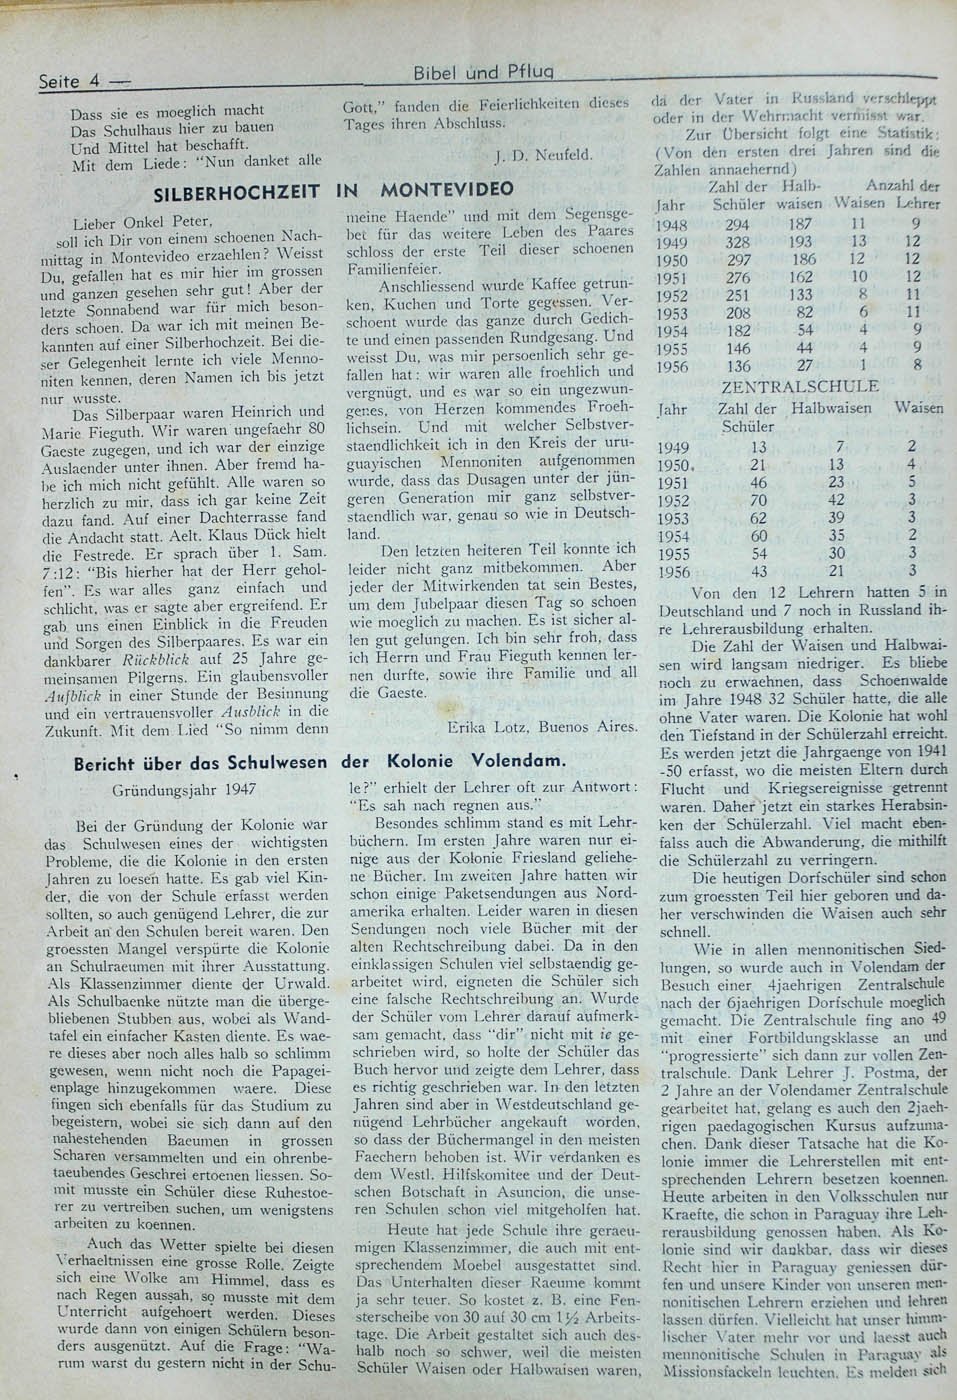 Seite 4 —
Bibel und Pflug
Dass sie es moeglich macht
Das Schulhaus hier zu bauen
Und Mittel hat beschafft.
Mit dem Liede: “Nun danket alle
Gott,” fanden die Feierlichkeiten dieses
Tages ihren Abschluss.
J. D. Neufeld.
SILBERHOCHZEIT IN MONTEVIDEO
Lieber Onkel Peter,
soll ich Dir von einem schoenen Nach-
mittag in Montevideo erzaehlen? Weisst
Du, gefallen hat es mir hier im grossen
und ganzen gesehen sehr gut! Aber der
letzte Sonnabend war für mich beson-
ders schoen. Da war ich mit meinen Be-
kannten auf einer Silberhochzeit. Bei die-
ser Gelegenheit lernte ich viele Menno-
niten kennen, deren Namen ich bis jetzt
nur wusste.
Das Silberpaar waren Heinrich und
Marie Fieguth. Wir waren ungefaehr 80
Gaeste zugegen, und ich war der einzige
Auslaender unter ihnen. Aber fremd ha-
be ich mich nicht gefühlt. Alle waren so
herzlich zu mir, dass ich gar keine Zeit
dazu fand. Auf einer Dachterrasse fand
die Andacht statt. Aelt. Klaus Dück hielt
die Festrede. Er sprach über 1. Sam.
7:12: “Bis hierher hat der Herr gehol-
fen”. Es war alles ganz einfach und
schlicht, was er sagte aber ergreifend. Er
gab uns einen Einblick in die Freuden
und Sorgen des Silberpaares. Es war ein
dankbarer Rückblick auf 25 Jahre ge-
meinsamen Pilgerns. Ein glaubensvoller
Aufblick in einer Stunde der Besinnung
und ein vertrauensvoller Ausblick in die
Zukunft. Mit dem Lied “So nimm denn
meine Haende” und mit dem Segensge-
bet für das weitere Leben des Paares
schloss der erste Teil dieser schoenen
Familienfeier.
Anschliessend wurde Kaffee getrun-
ken, Kuchen und Torte gegessen. Ver-
schoent wurde das ganze durch Gedich-
te und einen passenden Rundgesang. Und
weisst Du, was mir persoenlich sehr ge-
fallen hat: wir waren alle froehlich und
vergnügt, und es war so ein ungezwun-
genes, von Herzen kommendes Froeh-
lichsein. Und mit welcher Selbstver-
staendlichkeit ich in den Kreis der uru-
guayischen Mennoniten aufgenommen
wurde, dass das Dusagen unter der jün-
geren Generation mir ganz selbstver-
staendlich war, genau so wie in Deutsch-
land.
Den letzten heiteren Teil konnte ich
leider nicht ganz mitbekommen. Aber
jeder der Mitwirkenden tat sein Bestes,
um dem Jubelpaar diesen Tag so schoen
wie moeglich zu machen. Es ist sicher al-
len gut gelungen. Ich bin sehr froh, dass
ich Herrn und Frau Fieguth kennen ler-
nen durfte, sowie ihre Familie und all
die Gaeste.
Erika Lotz, Buenos Aires.
Bericht über das Schulwesen der Kolonie Volendam.
Gründungsjahr 1947
Bei der Gründung der Kolonie war
das Schulwesen eines der wichtigsten
Probleme, die die Kolonie in den ersten
Jahren zu loesen hatte. Es gab viel Kin-
der, die von der Schule erfasst werden
sollten, so auch genügend Lehrer, die zur
Arbeit an den Schulen bereit waren. Den
groessten Mangel verspürte die Kolonie
an Schulraeumen mit ihrer Ausstattung.
Als Klassenzimmer diente der Urwald.
Als Schulbaenke nützte man die überge-
bliebenen Stubben aus, wobei als Wand-
tafel ein einfacher Kasten diente. Es wae-
re dieses aber noch alles halb so schlimm
gewesen, wenn nicht noch die Papagei-
enplage hinzugekommen waere. Diese
fingen sich ebenfalls für das Studium zu
begeistern, wobei sie sich dann auf den
nahestehenden Baeumen in grossen
Scharen versammelten und ein ohrenbe-
taeubendes Geschrei ertoenen liessen. So-
mit musste ein Schüler diese Ruhestoe-
rer zu vertreiben suchen, um wenigstens
arbeiten zu koennen.
Auch das Wetter spielte bei diesen
Verhaeltnissen eine grosse Rolle. Zeigte
sich eine Wolke am Himmel, dass es
nach Regen aussah, so musste mit dem
Unterricht aufgehoert werden. Dieses
wurde dann von einigen Schülern beson-
ders ausgenützt. Auf die Frage: “Wa-
rum warst du gestern nicht in der Schu-
le?” erhielt der Lehrer oft zur Antwort:
“Es sah nach regnen aus.”
Besondes schlimm stand es mit Lehr-
büchern. Im ersten Jahre waren nur ei-
nige aus der Kolonie Friesland geliehe-
ne Bücher. Im zweiten Jahre hatten wir
schon einige Paketsendungen aus Nord-
amerika erhalten. Leider waren in diesen
Sendungen noch viele Bücher mit der
alten Rechtschreibung dabei. Da in den
einklassigen Schulen viel selbstaendig ge-
arbeitet wird, eigneten die Schüler sich
eine falsche Rechtschreibung an. Wurde
der Schüler vom Lehrer darauf aufmerk-
sam gemacht, dass “dir” nicht mit ie ge-
schrieben wird, so holte der Schüler das
Buch hervor und zeigte dem Lehrer, dass
es richtig geschrieben war. In den letzten
Jahren sind aber in Westdeutschland ge-
nügend Lehrbücher angekauft worden,
so dass der Büchermangel in den meisten
Faechern behoben ist. Wir verdanken es
dem Westl. Hilfskomitee und der Deut-
schen Botschaft in Asuncion, die unse-
ren Schulen schon viel mitgeholfen hat.
Heute hat jede Schule ihre geraeu-
migen Klassenzimmer, die auch mit ent-
sprechendem Moebel ausgestattet sind.
Das Unterhalten dieser Raeume kommt
ja sehr teuer. So kostet z. B. eine Fen-
sterscheibe von 30 auf 30 cm 1½ Arbeits-
tage. Die Arbeit gestaltet sich auch des-
halb noch so schwer, weil die meisten
Schüler Waisen oder Halbwaisen waren,
da der Vater in Russland verschleppt
oder in der Wehrmacht vermisst war.
Zur Übersicht folgt eine Statistik:
(Von den ersten drei Jahren sind die
Zahlen annaehernd)
Zahl der Halb- Anzahl der
Jahr Schüler waisen Waisen Lehrer
1948 294 187 11 9
1949 328 193 13 12
1950 297 186 12 12
1951 276 162 10 12
1952 251 133 8 11
1953 208 82 6 11
1954 182 54 4 9
1955 146 44 4 9
1956 136 27 1 8
ZENTRALSCHULE
Jahr Zahl der Halbwaisen Waisen
Schüler
1949 13 7 2
1950. 21 13 4
1951 46 23 5
1952 70 42 3
1953 62 39 3
1954 60 35 2
1955 54 30 3
1956 43 21 3
Von den 12 Lehrern hatten 5 in
Deutschland und 7 noch in Russland ih-
re Lehrerausbildung erhalten.
Die Zahl der Waisen und Halbwai-
sen wird langsam niedriger. Es bliebe
noch zu erwaehnen, dass Schoenwalde
im Jahre 1948 32 Schüler hatte, die alle
ohne Vater waren. Die Kolonie hat wohl
den Tiefstand in der Schülerzahl erreicht.
Es werden jetzt die Jahrgaenge von 1941
-50 erfasst, wo die meisten Eltern durch
Flucht und Kriegsereignisse getrennt
waren. Daher jetzt ein starkes Herabsin-
ken der Schülerzahl. Viel macht eben-
falss auch die Abwanderung, die mithilft
die Schülerzahl zu verringern.
Die heutigen Dorfschüler sind schon
zum groessten Teil hier geboren und da-
her verschwinden die Waisen auch sehr
schnell.
Wie in allen mennonitischen Sied-
lungen, so wurde auch in Volendam der
Besuch einer 4jaehrigen Zentralschule
nach der 6jaehrigen Dorfschule moeglich
gemacht. Die Zentralschule fing ano 49
mit einer Fortbildungsklasse an und
“progressierte” sich dann zur vollen Zen-
tralschule. Dank Lehrer J. Postma, der
2 Jahre an der Volendamer Zentralschule
gearbeitet hat, gelang es auch den 2jaeh-
rigen paedagogischen Kursus aufzuma-
chen. Dank dieser Tatsache hat die Ko-
lonie immer die Lehrerstellen mit ent-
sprechenden Lehrern besetzen koennen.
Heute arbeiten in den Volksschulen nur
Kraefte, die schon in Paraguay ihre Leh-
rerausbildung genossen haben. Als Ko-
lonie sind wir dankbar, dass wir dieses
Recht hier in Paraguay geniessen dür-
fen und unsere Kinder von unseren men-
nonitischen Lehrern erziehen und lehren
lassen dürfen. Vielleicht hat unser himm-
lischer Vater mehr vor und laesst auch
mennonitische Schulen in Paraguay als
Missionsfackeln leuchten. Es melden sich